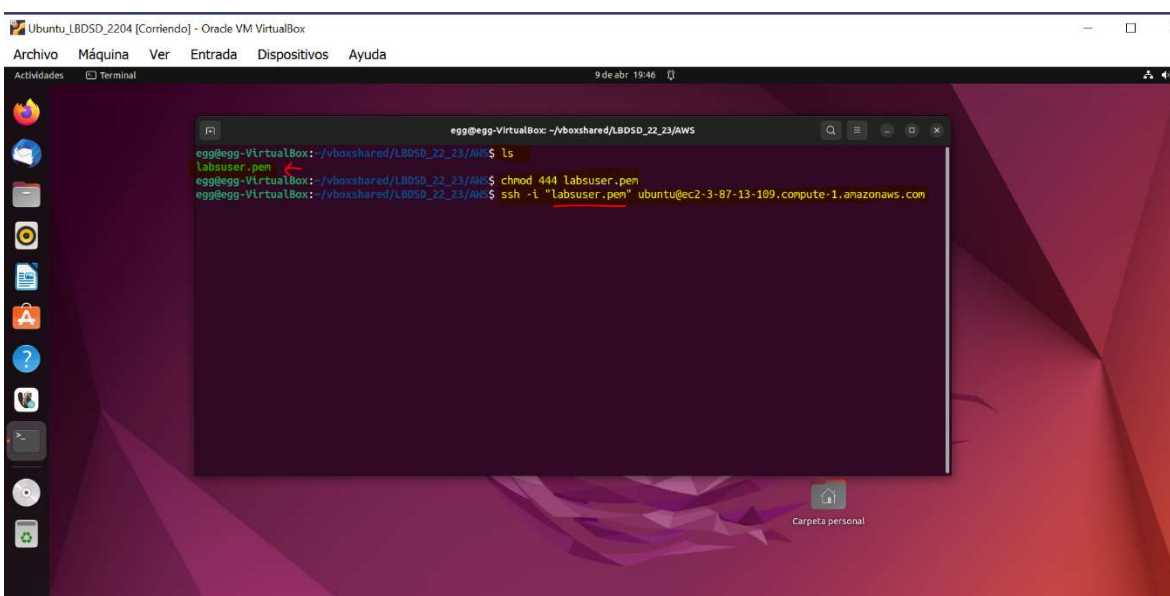 Ubuntu_LBDSD_2204 [Corriendo] - Oracle VM VirtualBox
Archivo Máquina Ver Entrada Dispositivos Ayuda
Actividades Terminal 9 de abr 19:46
egg@egg-VirtualBox: ~/vboxshared/LBDSD_22_23/AWS
egg@egg-VirtualBox:~/vboxshared/LBDSD_22_23/AWS$ ls
labsuser.pem
egg@egg-VirtualBox:~/vboxshared/LBDSD_22_23/AWS$ chmod 444 labsuser.pem
egg@egg-VirtualBox:~/vboxshared/LBDSD_22_23/AWS$ ssh -i "labsuser.pem" ubuntu@ec2-3-87-13-109.compute-1.amazonaws.com
Carpeta personal